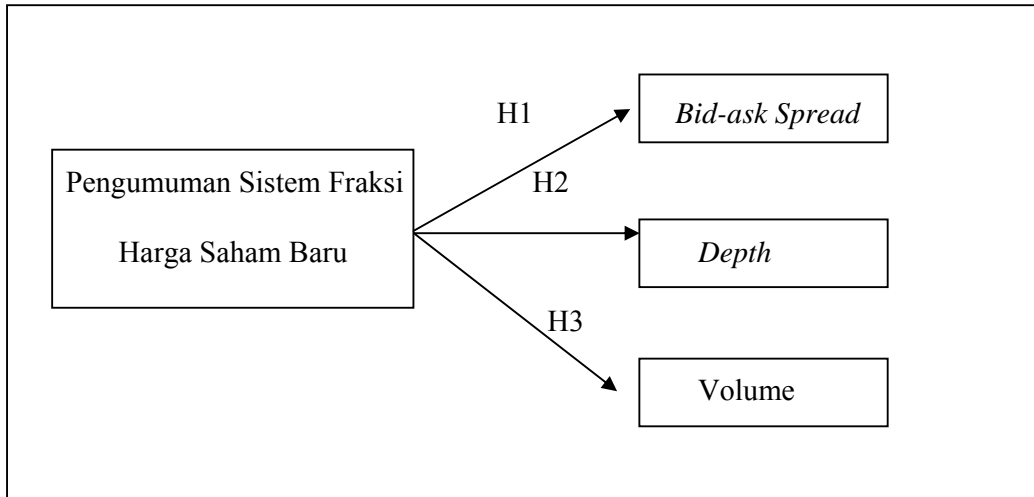 H1
Bid-ask Spread
Pengumuman Sistem Fraksi
Harga Saham Baru
H2
Depth
H3
Volume